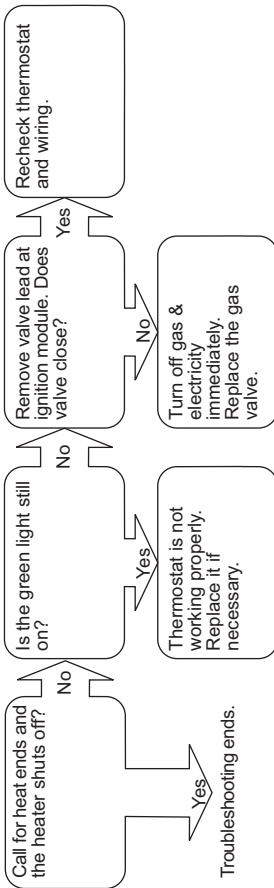 Call for heat ends and
the heater shuts off?
No
Yes
Troubleshooting ends.
Is the green light still
on?
No
Yes
Thermostat is not
working properly.
Replace it if
necessary.
Remove valve lead at
ignition module. Does
valve close?
Yes
No
Turn off gas &
electricity
immediately.
Replace the gas
valve.
Recheck thermostat
and wiring.